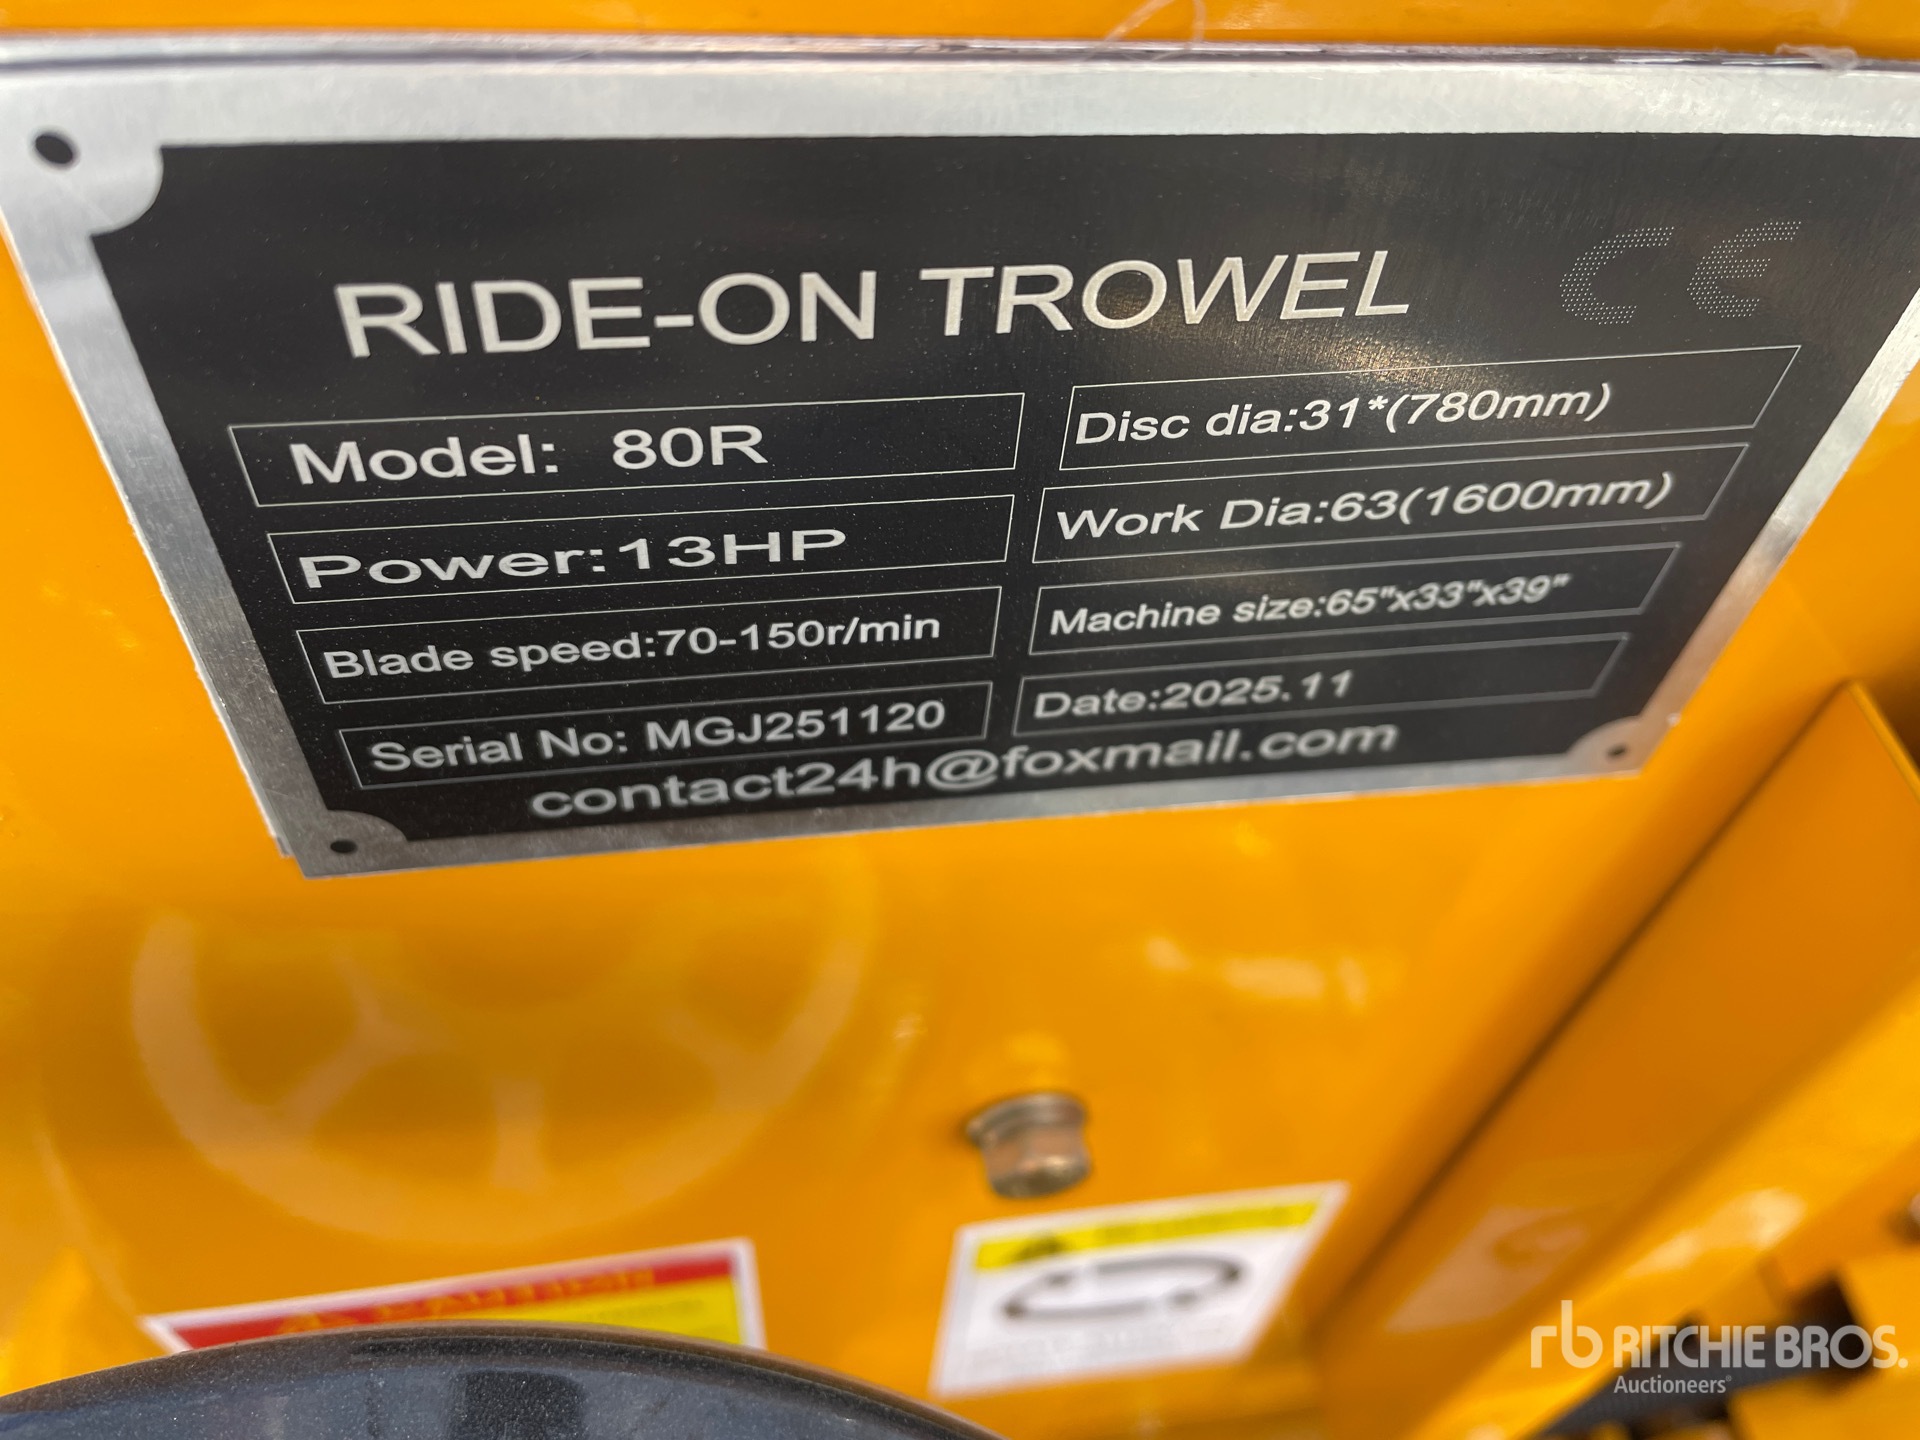 RIDE-ON TROWEL
CE
Model: 80R
Disc dia:31*(780mm)
Power:13HP
Work Dia:63(1600mm)
Blade speed:70-150r/min
Machine size:65"x33"x39"
Serial No: MGJ251120
Date:2025.11
contact24h@foxmail.com
rb RITCHIE BROS.
Auctioneers